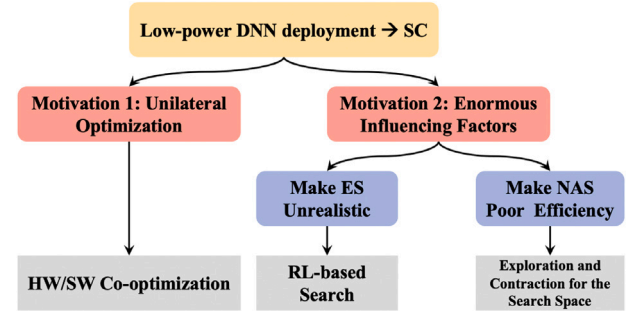 Low-power DNN deployment → SC
Motivation 1: Unilateral
Optimization
Motivation 2: Enormous
Influencing Factors
Make ES
Unrealistic
Make NAS
Poor Efficiency
HW/SW Co-optimization
RL-based
Search
Exploration and
Contraction for the
Search Space